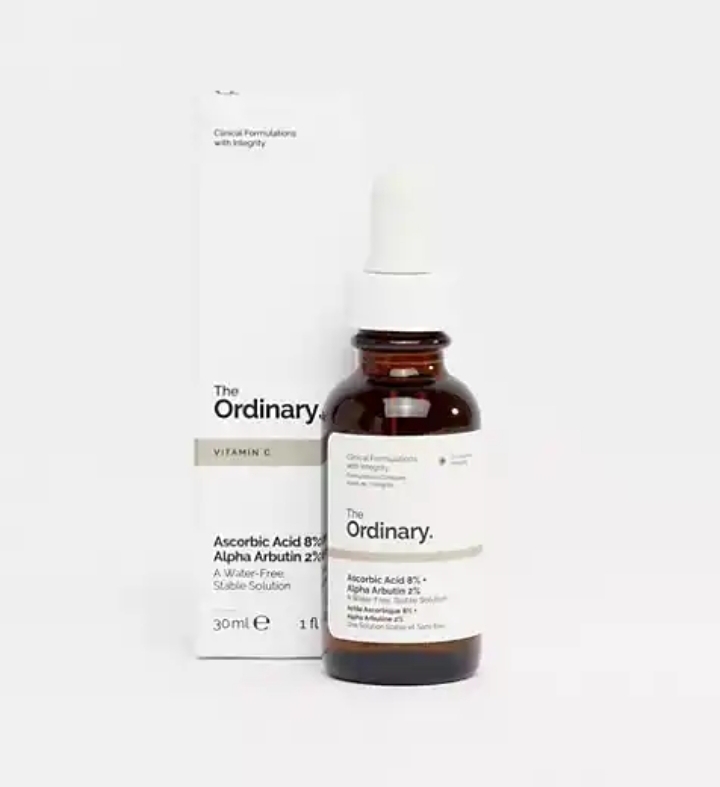 Clinical Formulations
with Integrity
The
Ordinary.
VITAMIN C
Ascorbic Acid 8%
Alpha Arbutin 2%
A Water-Free,
Stable Solution
30 ml ℮ 1 fl
Clinical Formulations
with Integrity.
The
Ordinary.
Ascorbic Acid 8% +
Alpha Arbutin 2%
A Water-Free, Stable Solution
Acide Ascorbique 8% +
Alpha Arbutine 2%